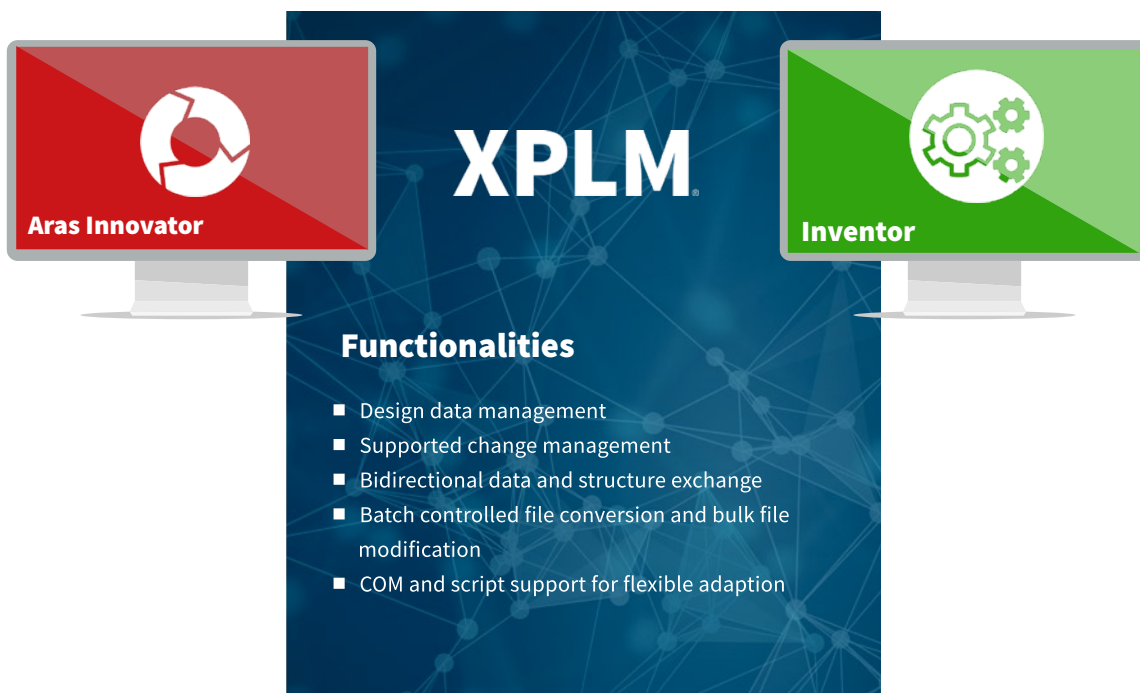 XPLM®
Aras Innovator
Inventor
Functionalities
■ Design data management
■ Supported change management
■ Bidirectional data and structure exchange
■ Batch controlled file conversion and bulk file
modification
■ COM and script support for flexible adaption